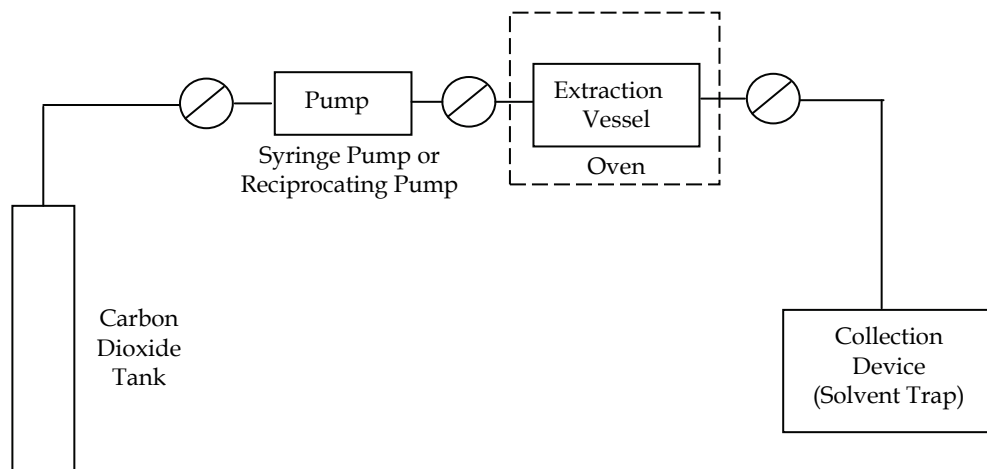 Pump
Syringe Pump or
Reciprocating Pump
Extraction
Vessel
Oven
Carbon
Dioxide
Tank
Collection
Device
(Solvent Trap)